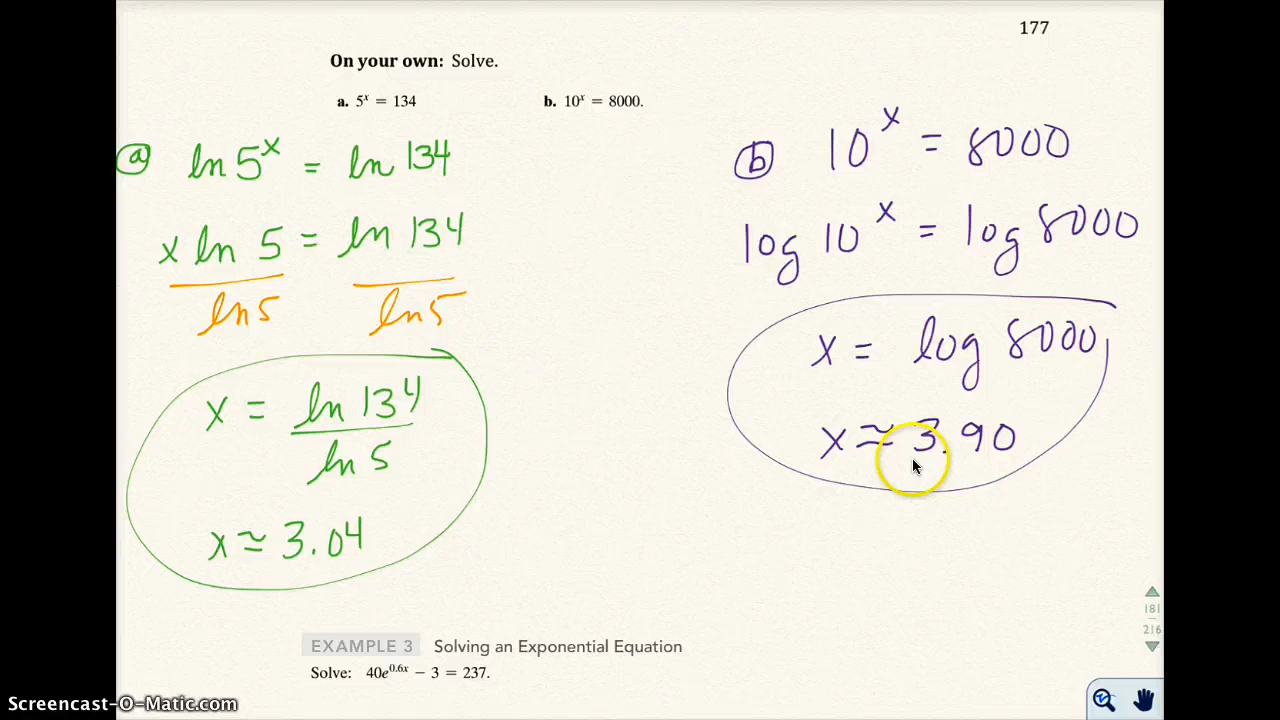 177
On your own: Solve.
a. 5ˣ = 134
b. 10ˣ = 8000.
ⓐ ln 5ˣ = ln 134
x ln 5 = ln 134
ln 5 ln 5
x = ln 134
ln 5
x ≈ 3.04
ⓑ 10ˣ = 8000
log 10ˣ = log 8000
x = log 8000
x ≈ 3.90
EXAMPLE 3 Solving an Exponential Equation
Solve: 40e⁰·⁶ˣ − 3 = 237.
181
216
Screencast-O-Matic.com